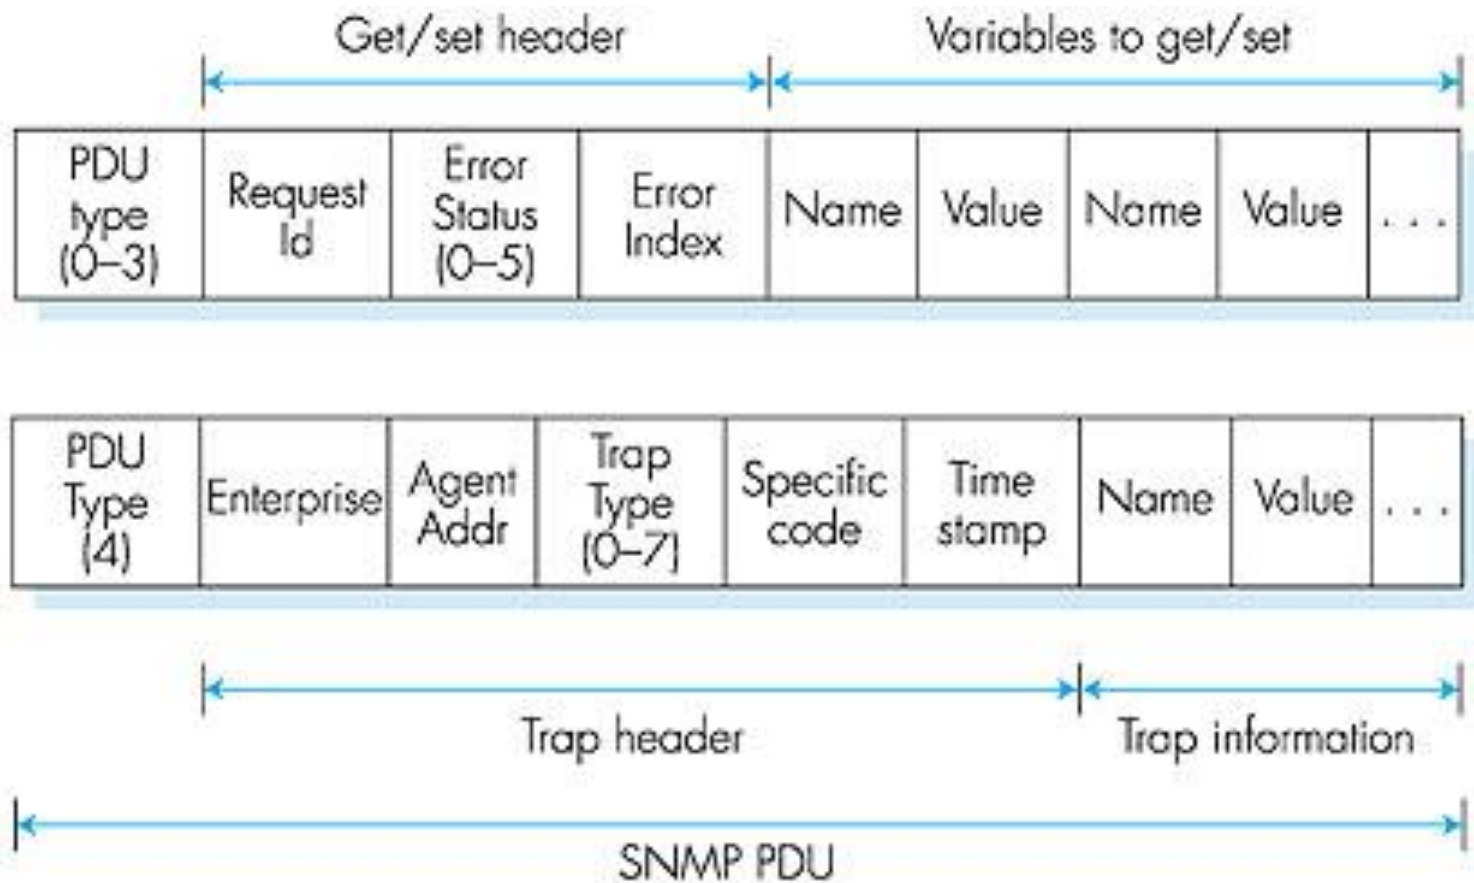 Get/set header
Variables to get/set
PDU
type
(0–3)
Request
Id
Error
Status
(0–5)
Error
Index
Name
Value
Name
Value
. . .
PDU
Type
(4)
Enterprise
Agent
Addr
Trap
Type
(0–7)
Specific
code
Time
stamp
Name
Value
. . .
Trap header
Trap information
SNMP PDU